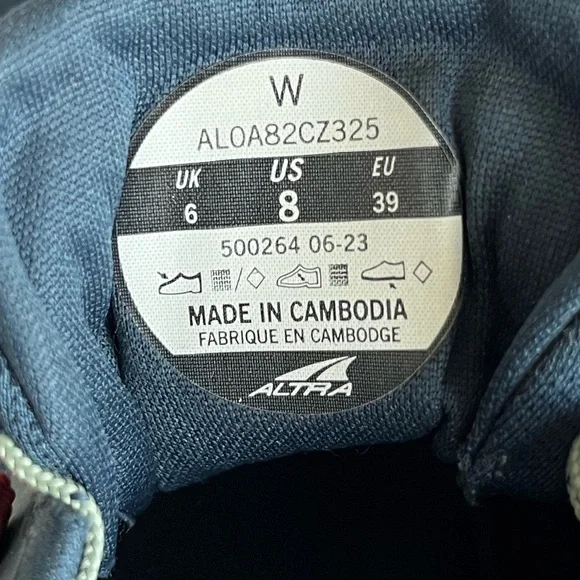 W
AL0A82CZ325
UK US EU
6 8 39
500264 06-23
MADE IN CAMBODIA
FABRIQUE EN CAMBODGE
ALTRA